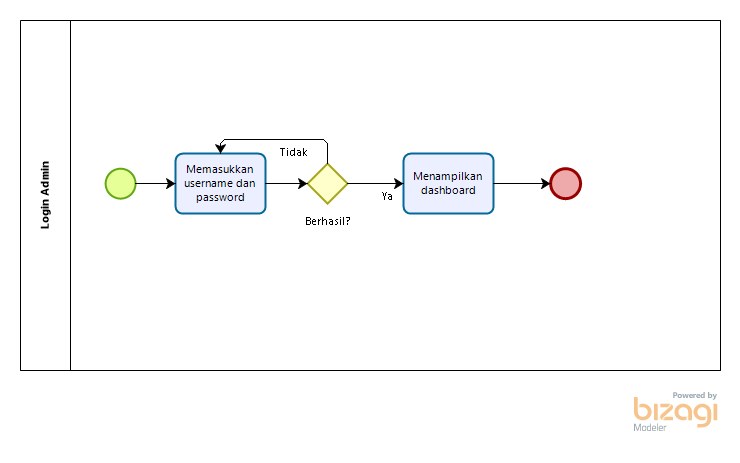 Login Admin
Memasukkan
username dan
password
Tidak
Berhasil?
Ya
Menampilkan
dashboard
Powered by
bizagi
Modeler